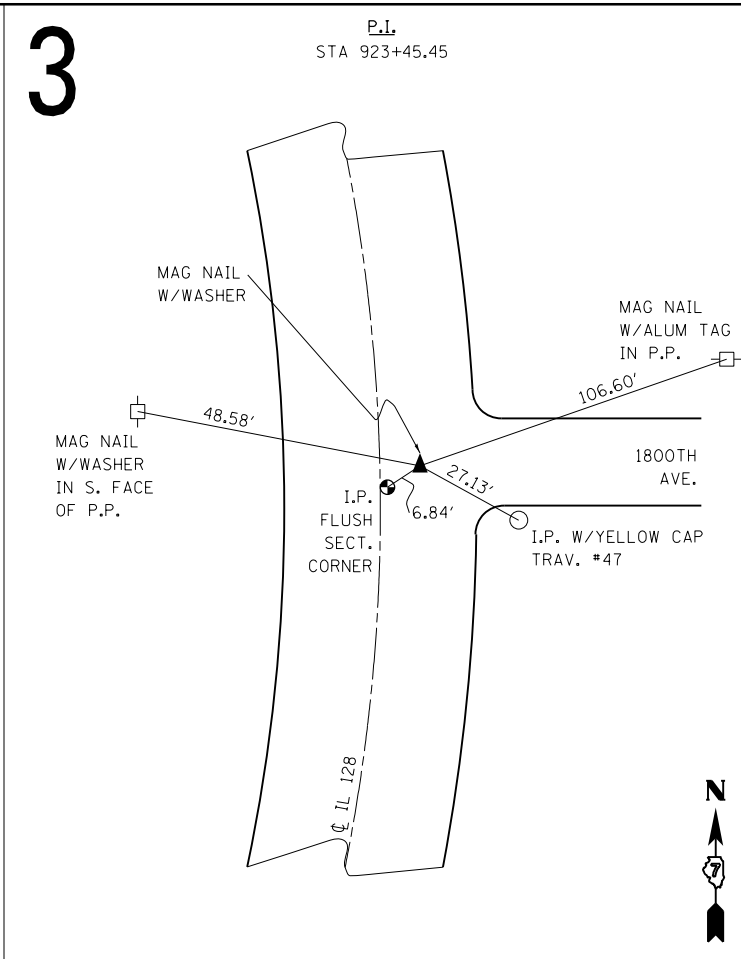 3
P.I.
STA 923+45.45
MAG NAIL
W/WASHER
MAG NAIL
W/ALUM TAG
IN P.P.
106.60'
48.58'
MAG NAIL
W/WASHER
IN S. FACE
OF P.P.
1800TH
AVE.
27.13'
6.84'
I.P.
FLUSH
SECT.
CORNER
I.P. W/YELLOW CAP
TRAV. #47
℄ IL 128
N
7